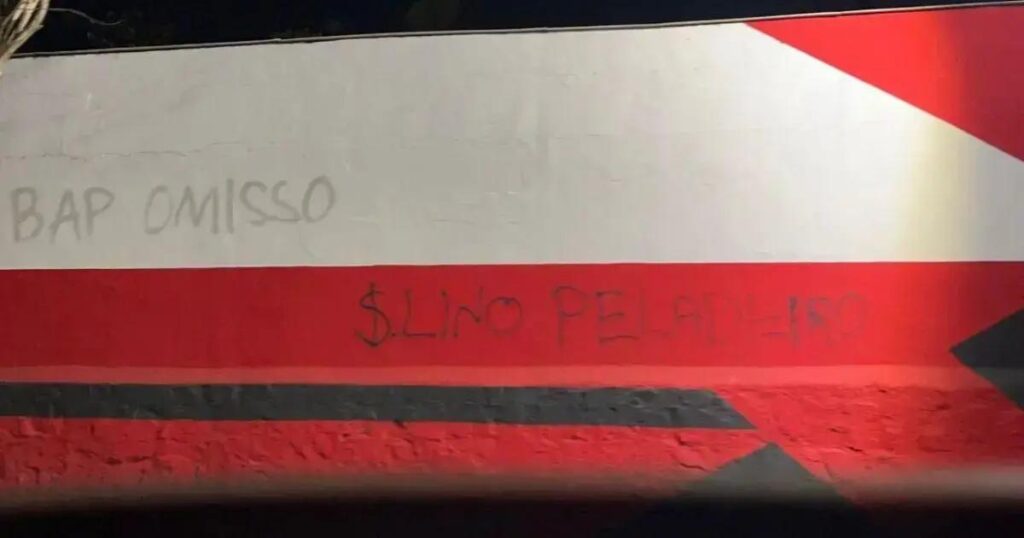 BAP OMISSO
$.LINO PELADEIRO